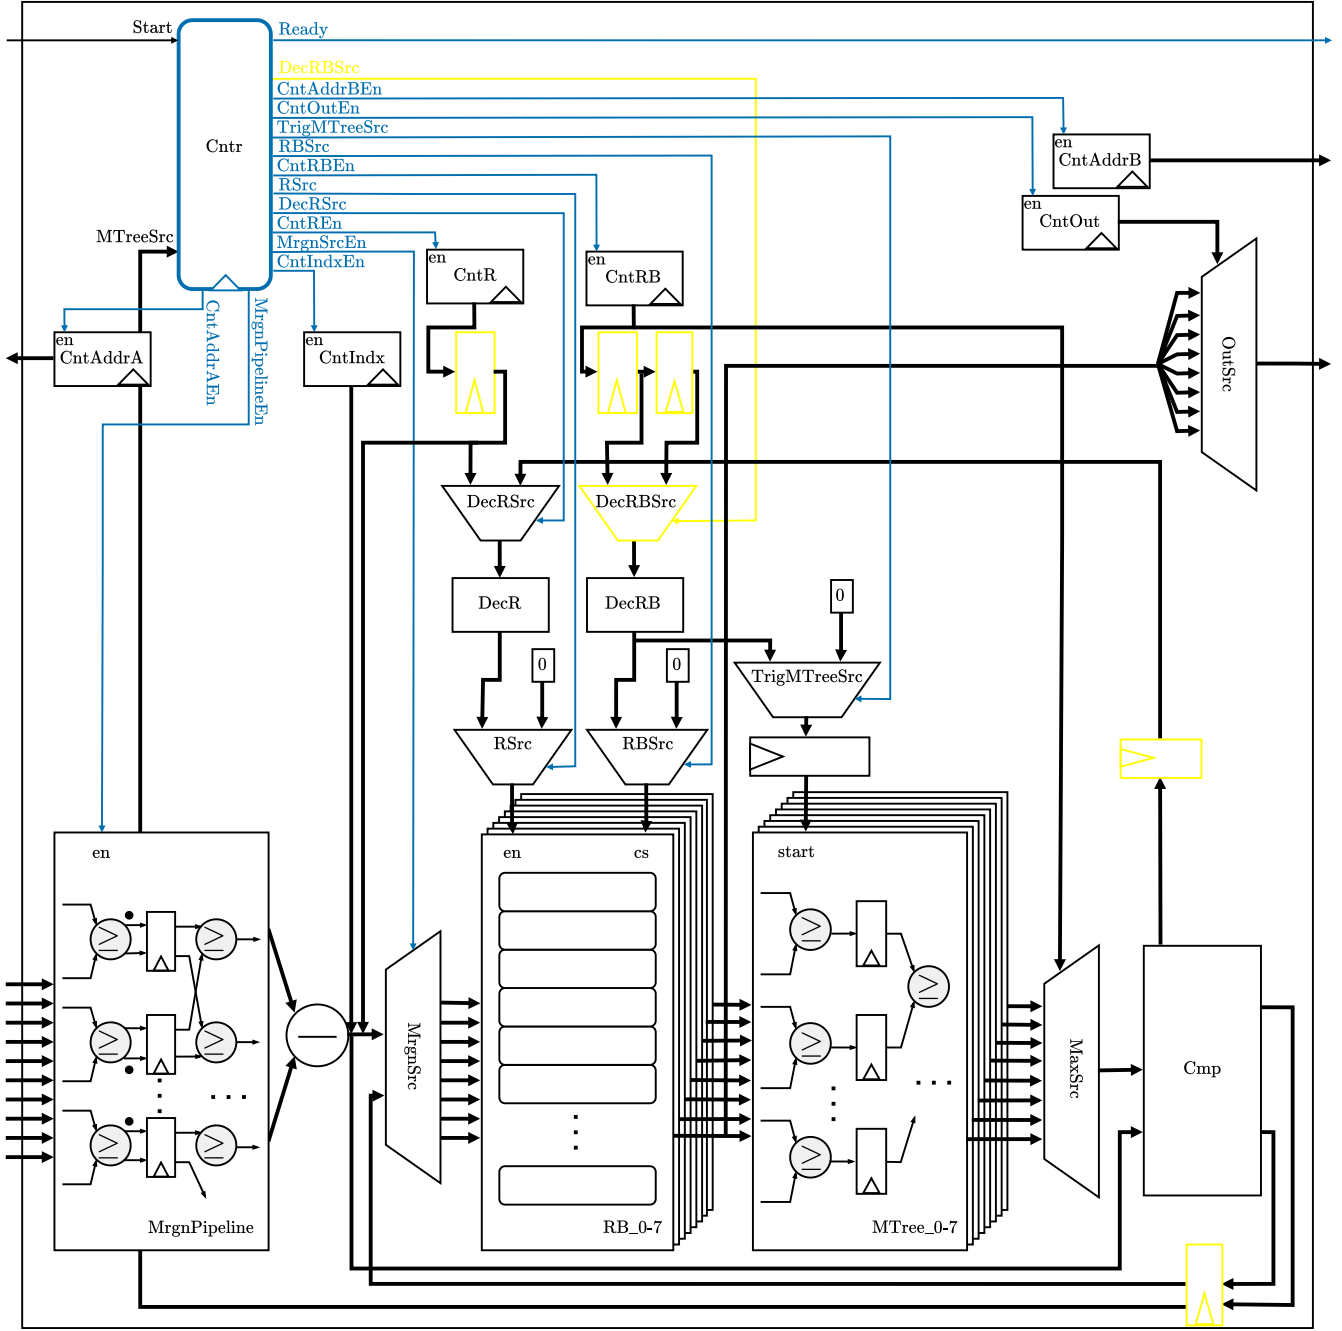 Start
Ready
DecRBSrc
CntAddrBEn
CntOutEn
TrigMTreeSrc
RBSrc
CntRBEn
RSrc
DecRSrc
CntREn
MrgnSrcEn
CntIndxEn
Cntr
MTreeSrc
en
CntAddrB
en
CntOut
en
CntR
en
CntRB
en
CntAddrA
CntAddrAEn
MrgnPipelineEn
en
CntIndx
OutSrc
DecRSrc
DecRBSrc
DecR
DecRB
0
0
0
TrigMTreeSrc
RSrc
RBSrc
en
en
cs
start
≥
≥
≥
≥
≥
≥
≥
≥
≥
≥
MrgnSrc
MaxSrc
Cmp
MrgnPipeline
RB_0-7
MTree_0-7